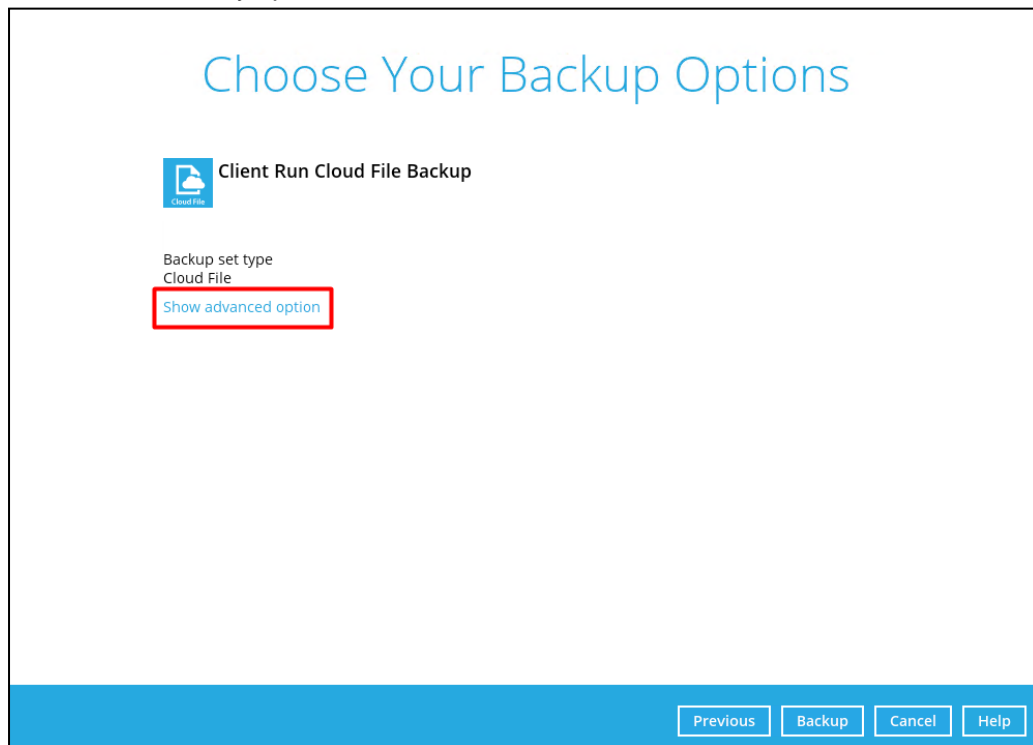 Choose Your Backup Options
Client Run Cloud File Backup
Cloud File
Backup set type
Cloud File
Show advanced option
Previous
Backup
Cancel
Help